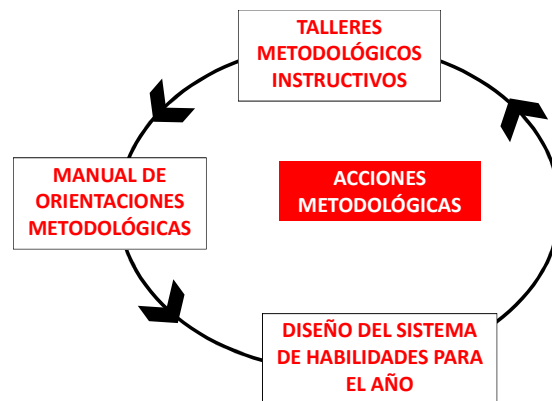 TALLERES
METODOLÓGICOS
INSTRUCTIVOS
MANUAL DE
ORIENTACIONES
METODOLÓGICAS
ACCIONES
METODOLÓGICAS
DISEÑO DEL SISTEMA
DE HABILIDADES PARA
EL AÑO